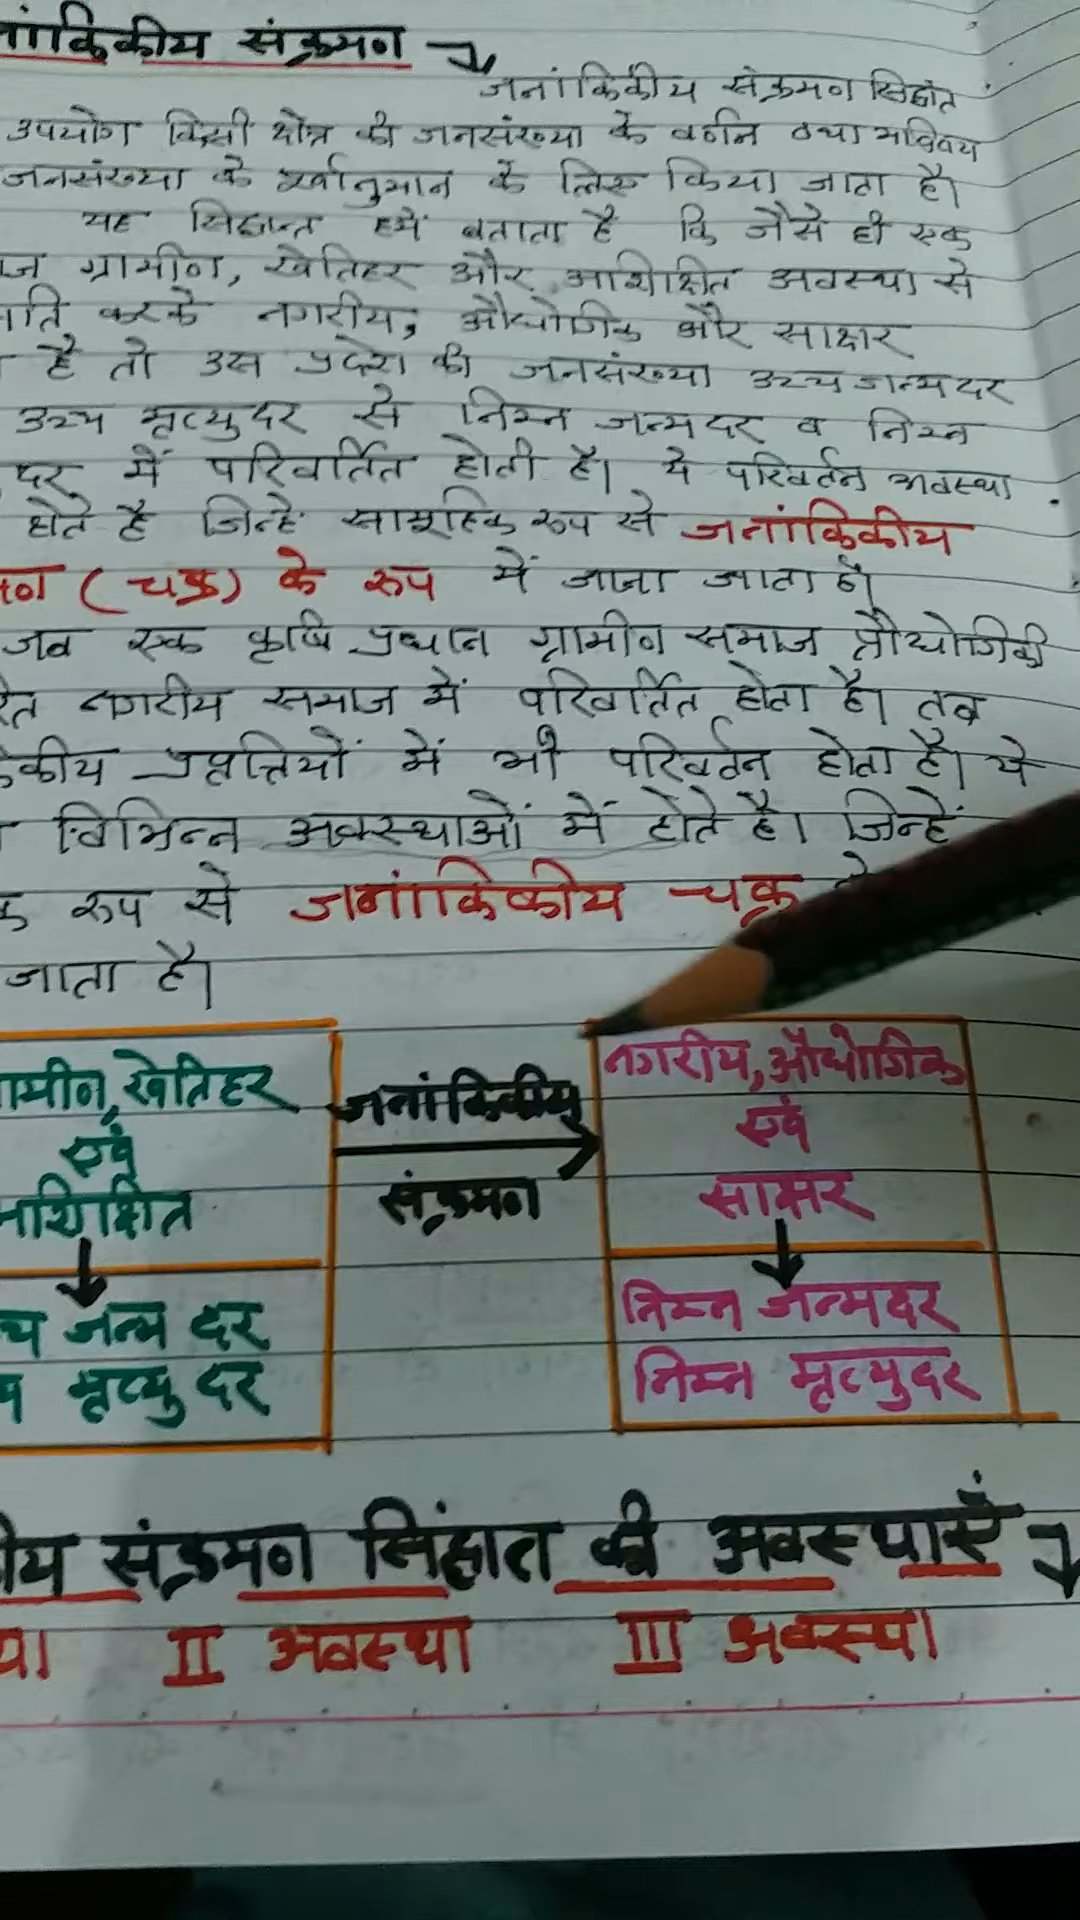 नांकिकीय संक्रमण →
जनांकिकीय संक्रमण सिद्धांत
उपयोग किसी क्षेत्र की जनसंख्या के वर्णन तथा भविष्य
जनसंख्या के पूर्वानुमान के लिए किया जाता है।
यह सिद्धान्त हमें बताता है कि जैसे ही एक
ज ग्रामीण, खेतिहर और अशिक्षित अवस्था से
नति करके नगरीय, औद्योगिक और साक्षर
है तो उस प्रदेश की जनसंख्या उच्च जन्मदर
उच्च मृत्युदर से निम्न जन्मदर व निम्न
दर में परिवर्तित होती है। ये परिवर्तन अवस्था
होते है जिन्हें सामूहिक रूप से जनांकिकीय
मण (चक्र) के रूप में जाना जाता है।
जब एक कृषि प्रधान ग्रामीण समाज प्रौद्योगिकी
नगरीय समाज में परिवर्तित होता है। तब
कीय प्रवृत्तियों में भी परिवर्तन होता है। ये
विभिन्न अवस्थाओं में होते है। जिन्हें
क रूप से जनांकिकीय चक्र
जाता है।
ामीण, खेतिहर
एवं
अशिक्षित
च जन्म दर
मृत्यु दर
जनांकिकीय
संक्रमण
नगरीय, औद्योगिक
एवं
साक्षर
निम्न जन्मदर
निम्न मृत्युदर
ीय संक्रमण सिद्दांत की अवस्थाएँ →
था II अवस्था III अवस्था